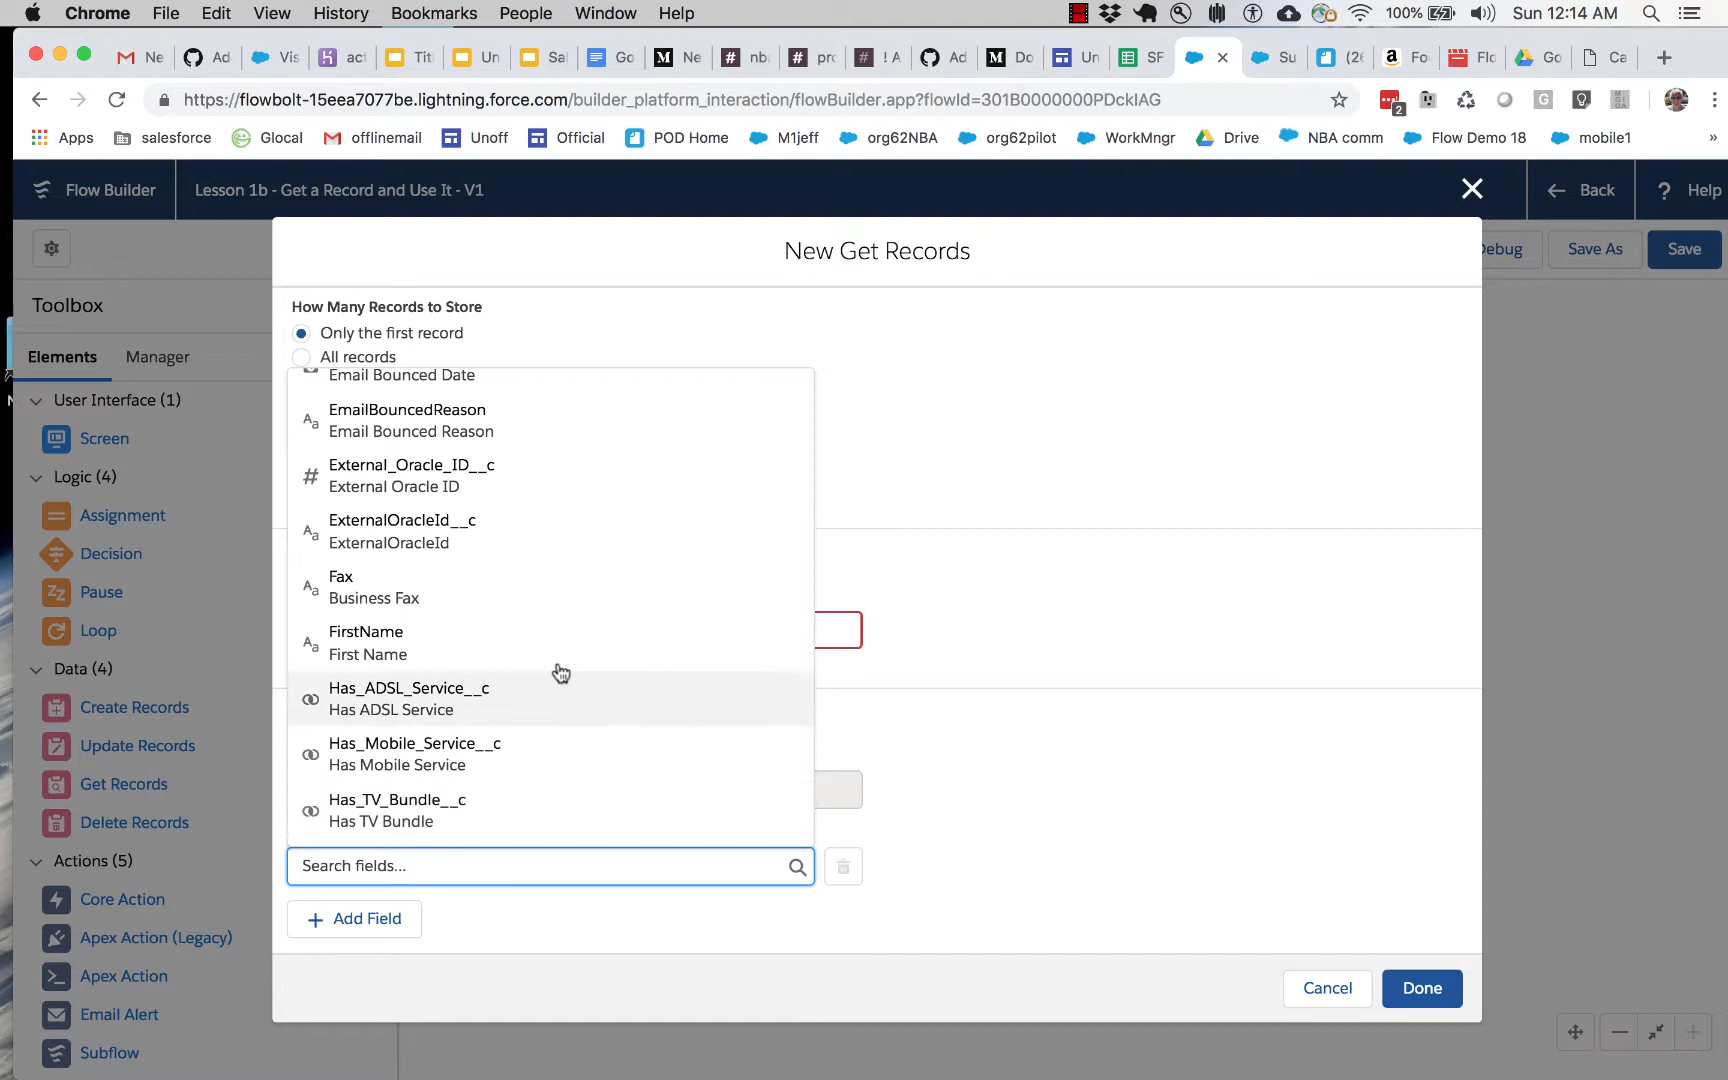 Chrome File Edit View History Bookmarks People Window Help 100% Sun 12:14 AM
Ne Ad Vis act Titl Un Sal Go Ne nba pro ! A Ad Do Un SF Su (26 Fo Flo Go Ca
https://flowbolt-15eea7077be.lightning.force.com/builder_platform_interaction/flowBuilder.app?flowId=301B0000000PDckIAG 2
Apps salesforce Glocal offlinemail Unoff Official POD Home M1jeff org62NBA org62pilot WorkMngr Drive NBA comm Flow Demo 18 mobile1 »
Flow Builder Lesson 1b - Get a Record and Use It - V1 Back ? Help
New Get Records
Debug Save As Save
Toolbox
Elements Manager
User Interface (1)
Screen
Logic (4)
Assignment
Decision
Pause
Loop
Data (4)
Create Records
Update Records
Get Records
Delete Records
Actions (5)
Core Action
Apex Action (Legacy)
Apex Action
Email Alert
Subflow
How Many Records to Store
Only the first record
All records
Email Bounced Date
Aa EmailBouncedReason
Email Bounced Reason
# External_Oracle_ID__c
External Oracle ID
Aa ExternalOracleId__c
ExternalOracleId
Aa Fax
Business Fax
Aa FirstName
First Name
Has_ADSL_Service__c
Has ADSL Service
Has_Mobile_Service__c
Has Mobile Service
Has_TV_Bundle__c
Has TV Bundle
Search fields...
+ Add Field
Cancel Done